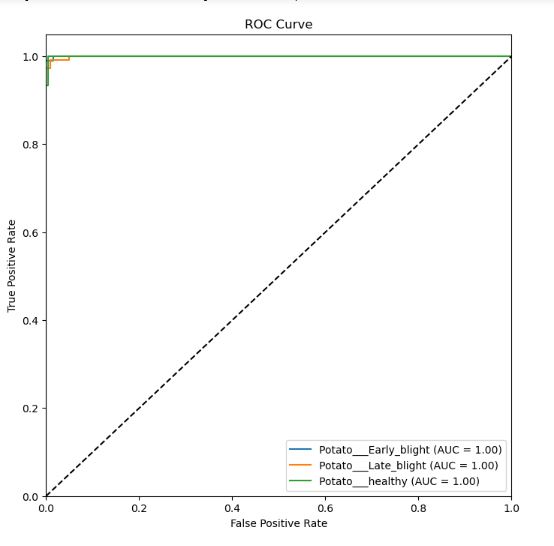 ROC Curve
True Positive Rate
1.0
0.8
0.6
0.4
0.2
0.0
Potato___Early_blight (AUC = 1.00)
Potato___Late_blight (AUC = 1.00)
Potato___healthy (AUC = 1.00)
0.0 0.2 0.4 0.6 0.8 1.0
False Positive Rate